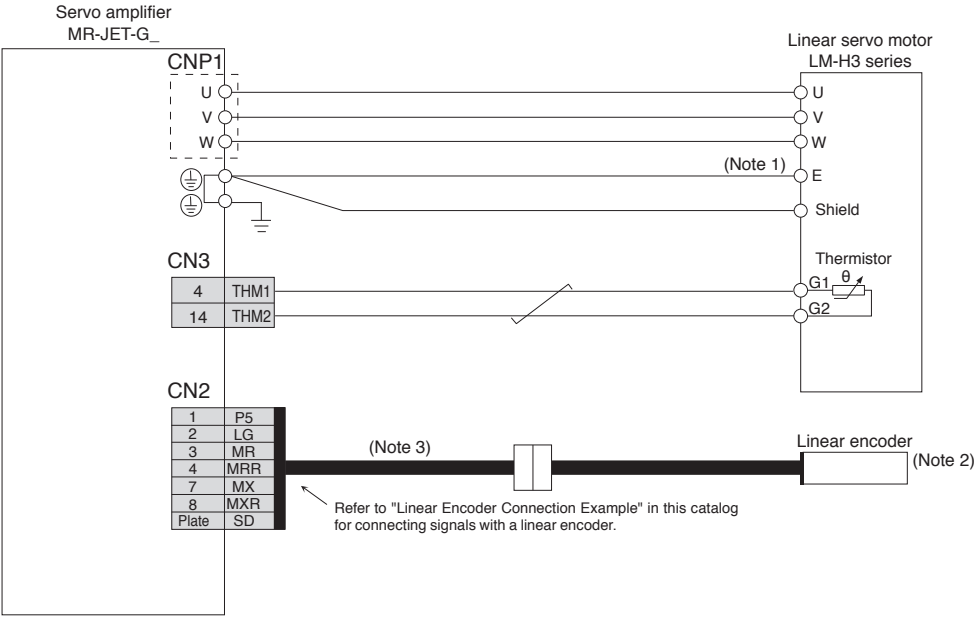 Servo amplifier
MR-JET-G_
Linear servo motor
LM-H3 series
CNP1
U
U
V
V
W
W
(Note 1)
E
Shield
CN3
Thermistor
4 THM1
G1
θ
14 THM2
G2
CN2
1 P5
2 LG
3 MR
4 MRR
7 MX
8 MXR
Plate SD
(Note 3)
Linear encoder
(Note 2)
Refer to "Linear Encoder Connection Example" in this catalog
for connecting signals with a linear encoder.